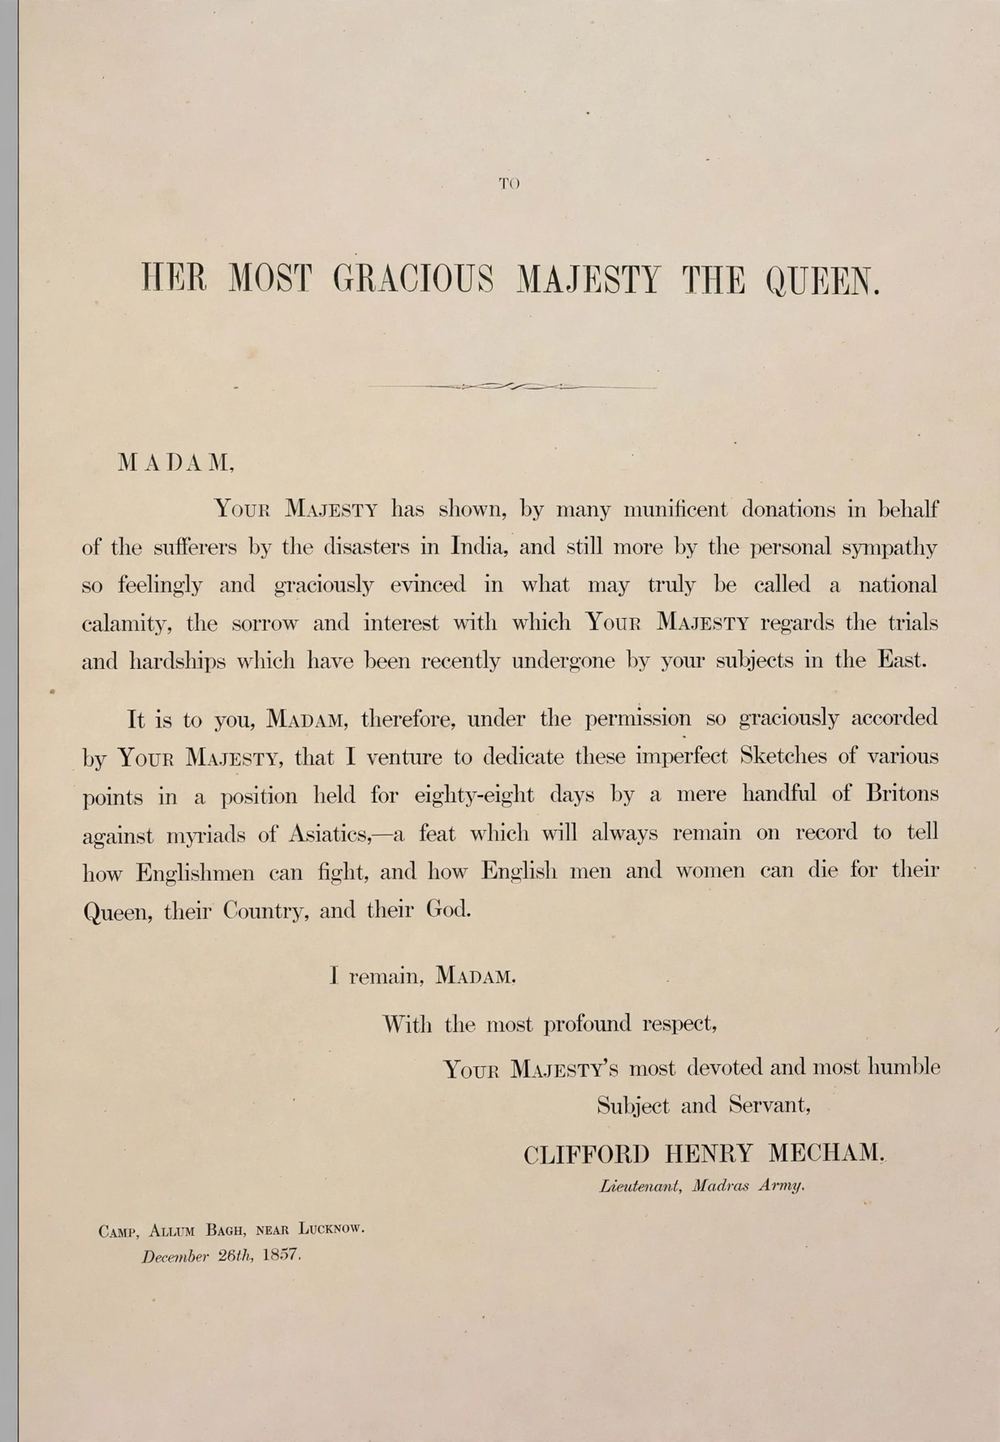 TO
HER MOST GRACIOUS MAJESTY THE QUEEN.
MADAM,
YOUR MAJESTY has shown, by many munificent donations in behalf
of the sufferers by the disasters in India, and still more by the personal sympathy
so feelingly and graciously evinced in what may truly be called a national
calamity, the sorrow and interest with which YOUR MAJESTY regards the trials
and hardships which have been recently undergone by your subjects in the East.
It is to you, MADAM, therefore, under the permission so graciously accorded
by YOUR MAJESTY, that I venture to dedicate these imperfect Sketches of various
points in a position held for eighty-eight days by a mere handful of Britons
against myriads of Asiatics,—a feat which will always remain on record to tell
how Englishmen can fight, and how English men and women can die for their
Queen, their Country, and their God.
I remain, MADAM.
With the most profound respect,
YOUR MAJESTY'S most devoted and most humble
Subject and Servant,
CLIFFORD HENRY MECHAM.
Lieutenant, Madras Army.
CAMP, ALLUM BAGH, NEAR LUCKNOW.
December 26th, 1857.